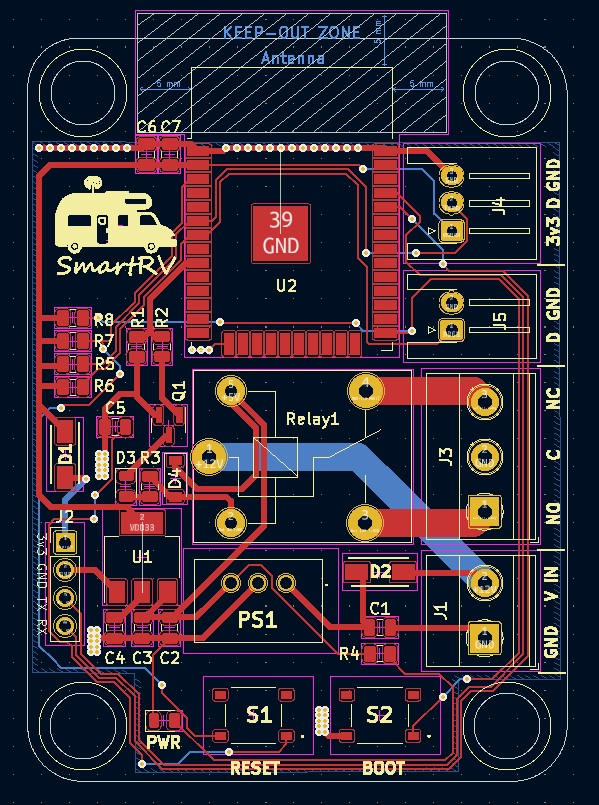 KEEP-OUT ZONE
Antenna
5 mm
5 mm
5 mm
C6 C7
39
GND
U2
J4
3v3 D GND
SmartRV
J5
D GND
R8
R7
R5
R6
R1
R2
C5
Q1
Relay1
+12V
D1
D3
R3
D4
J3
NC
C
NO
J2
2
VDD33
U1
3v3 GND TX RX
D2
PS1
C1
R4
J1
V IN
GND
C4
C3
C2
PWR
S1
S2
RESET
BOOT